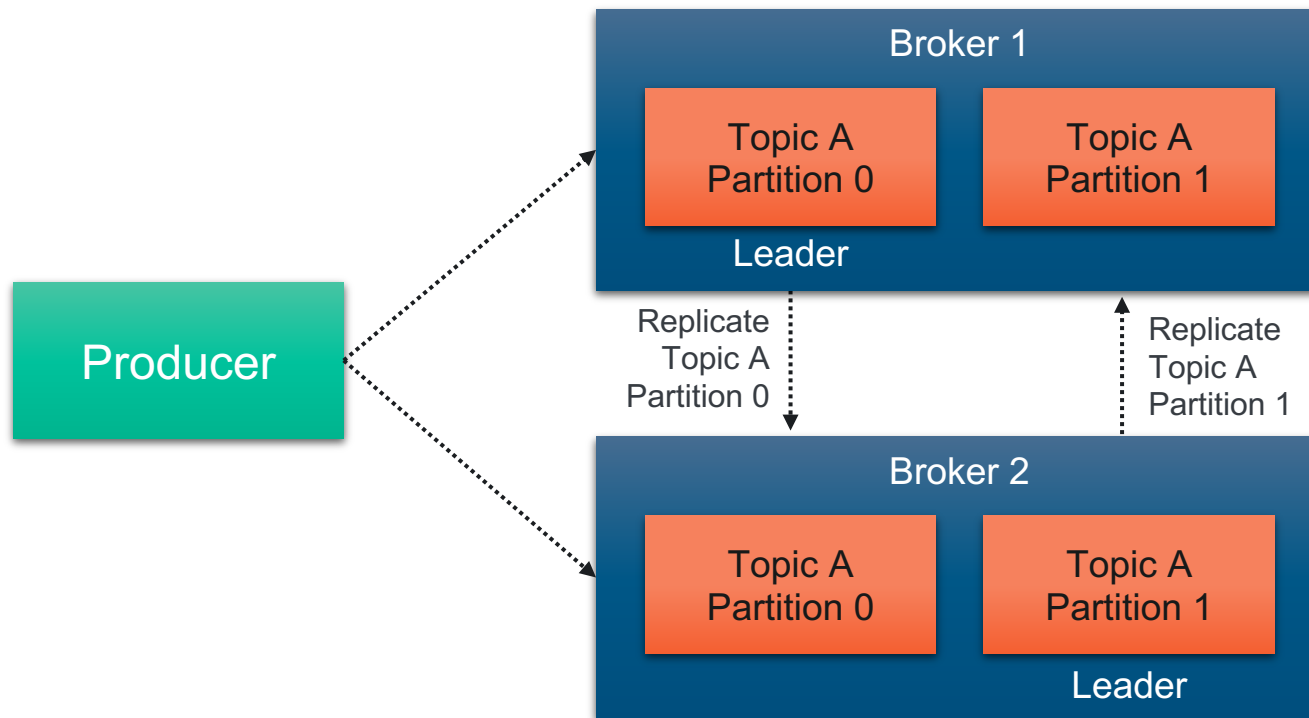 Broker 1
Topic A
Partition 0
Topic A
Partition 1
Leader
Producer
Replicate
Topic A
Partition 0
Replicate
Topic A
Partition 1
Broker 2
Topic A
Partition 0
Topic A
Partition 1
Leader